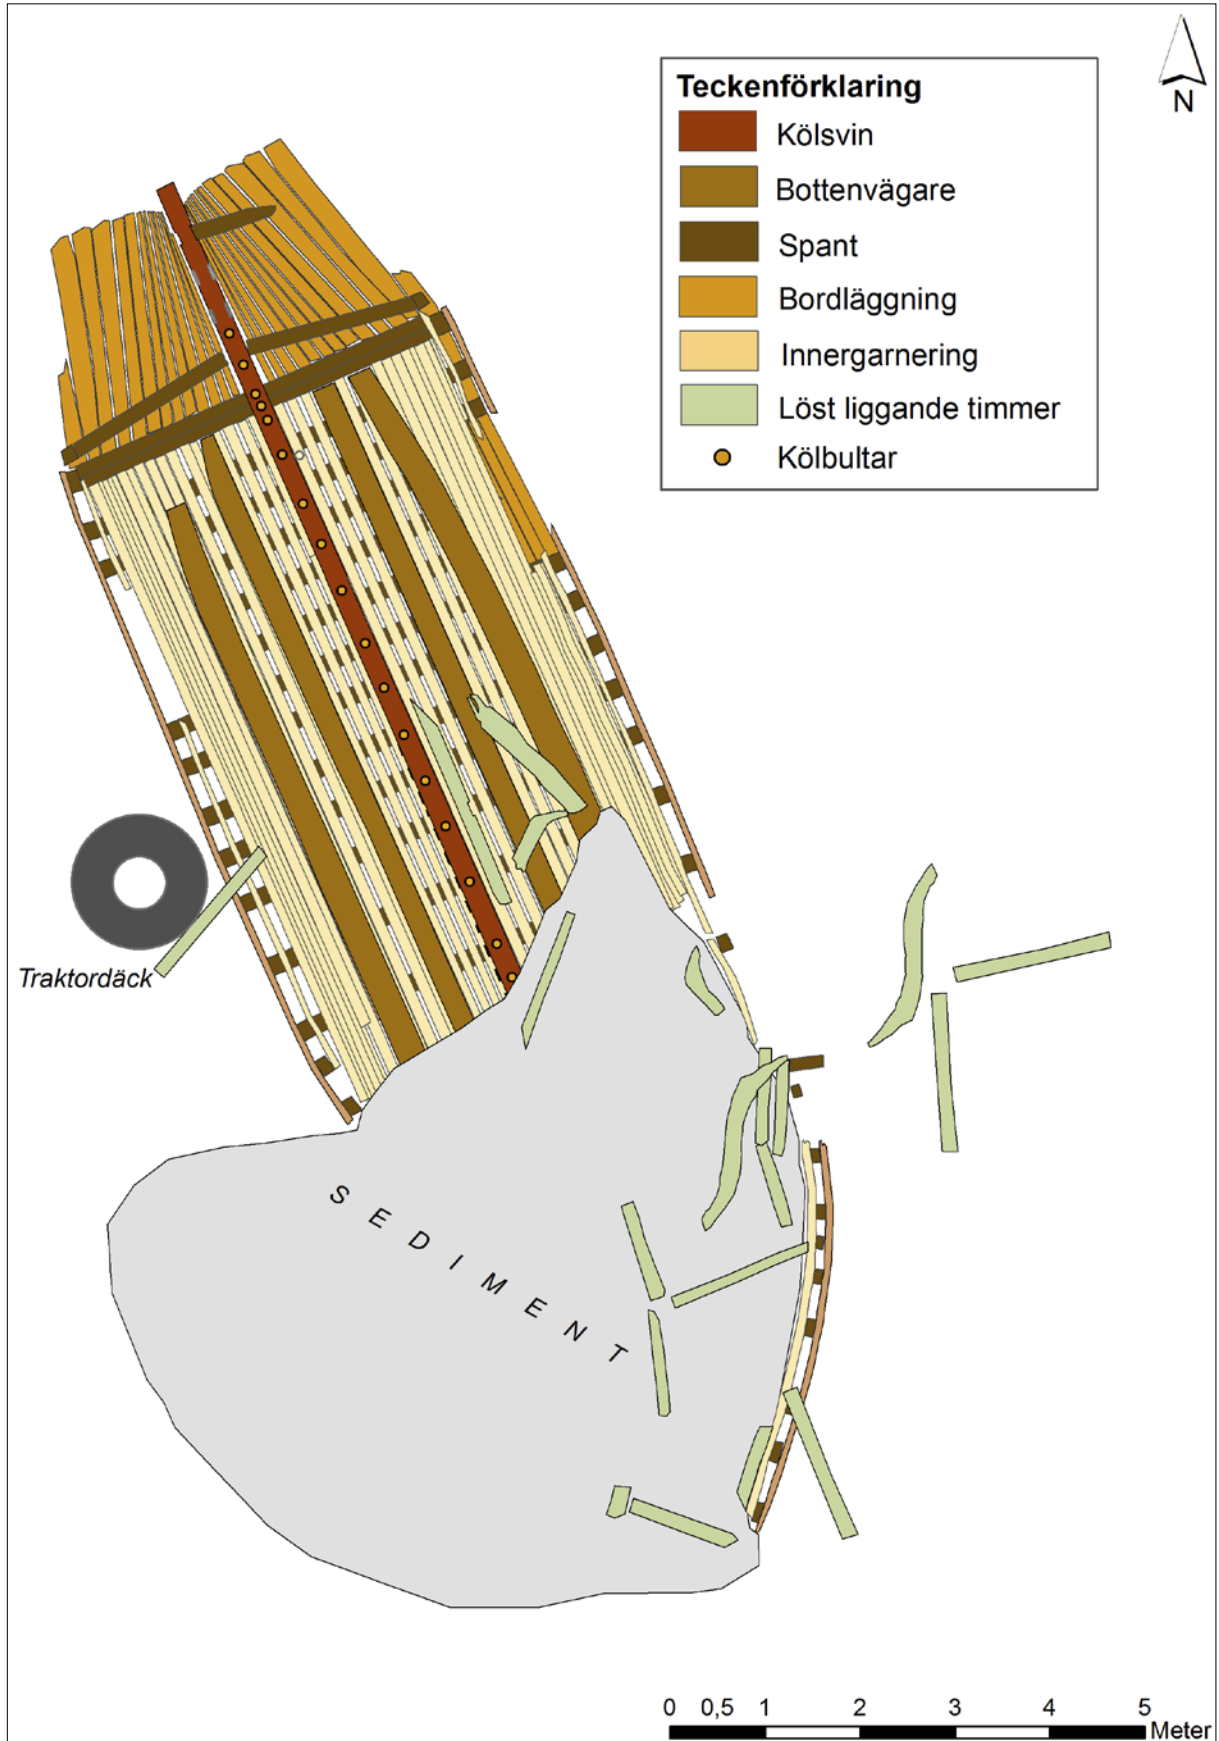 N
Teckenförklaring
Kölsvin
Bottenvägare
Spant
Bordläggning
Innergarnering
Löst liggande timmer
Kölbultar
Traktordäck
SEDIMENT
0 0,5 1 2 3 4 5
Meter